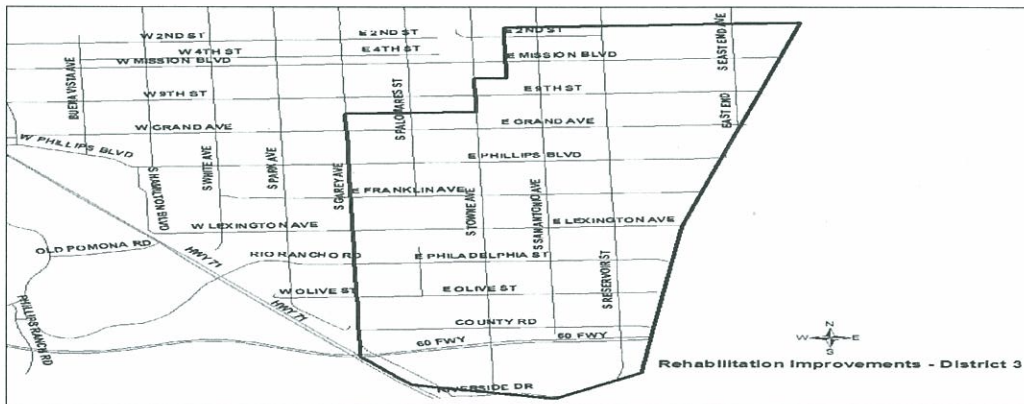 W 2ND ST
E 2ND ST
E 2ND ST
S EAST END AVE
W 4TH ST
E 4TH ST
W MISSION BLVD
E MISSION BLVD
BUENA VISTA AVE
S PALOMARES ST
W 9TH ST
E 9TH ST
EAST END
W GRAND AVE
E GRAND AVE
W PHILLIPS BLVD
E PHILLIPS BLVD
S HAMILTON BLVD
S WHITE AVE
S PARK AVE
S GAREY AVE
E FRANKLIN AVE
S TOWNE AVE
S SAN ANTONIO AVE
W LEXINGTON AVE
E LEXINGTON AVE
OLD POMONA RD
HWY 71
RIO RANCHO RD
E PHILADELPHIA ST
S RESERVOIR ST
W OLIVE ST
E OLIVE ST
PHILLIPS RANCH RD
HWY 71
COUNTY RD
60 FWY
60 FWY
N
W E
S
Rehabilitation Improvements - District 3
RIVERSIDE DR